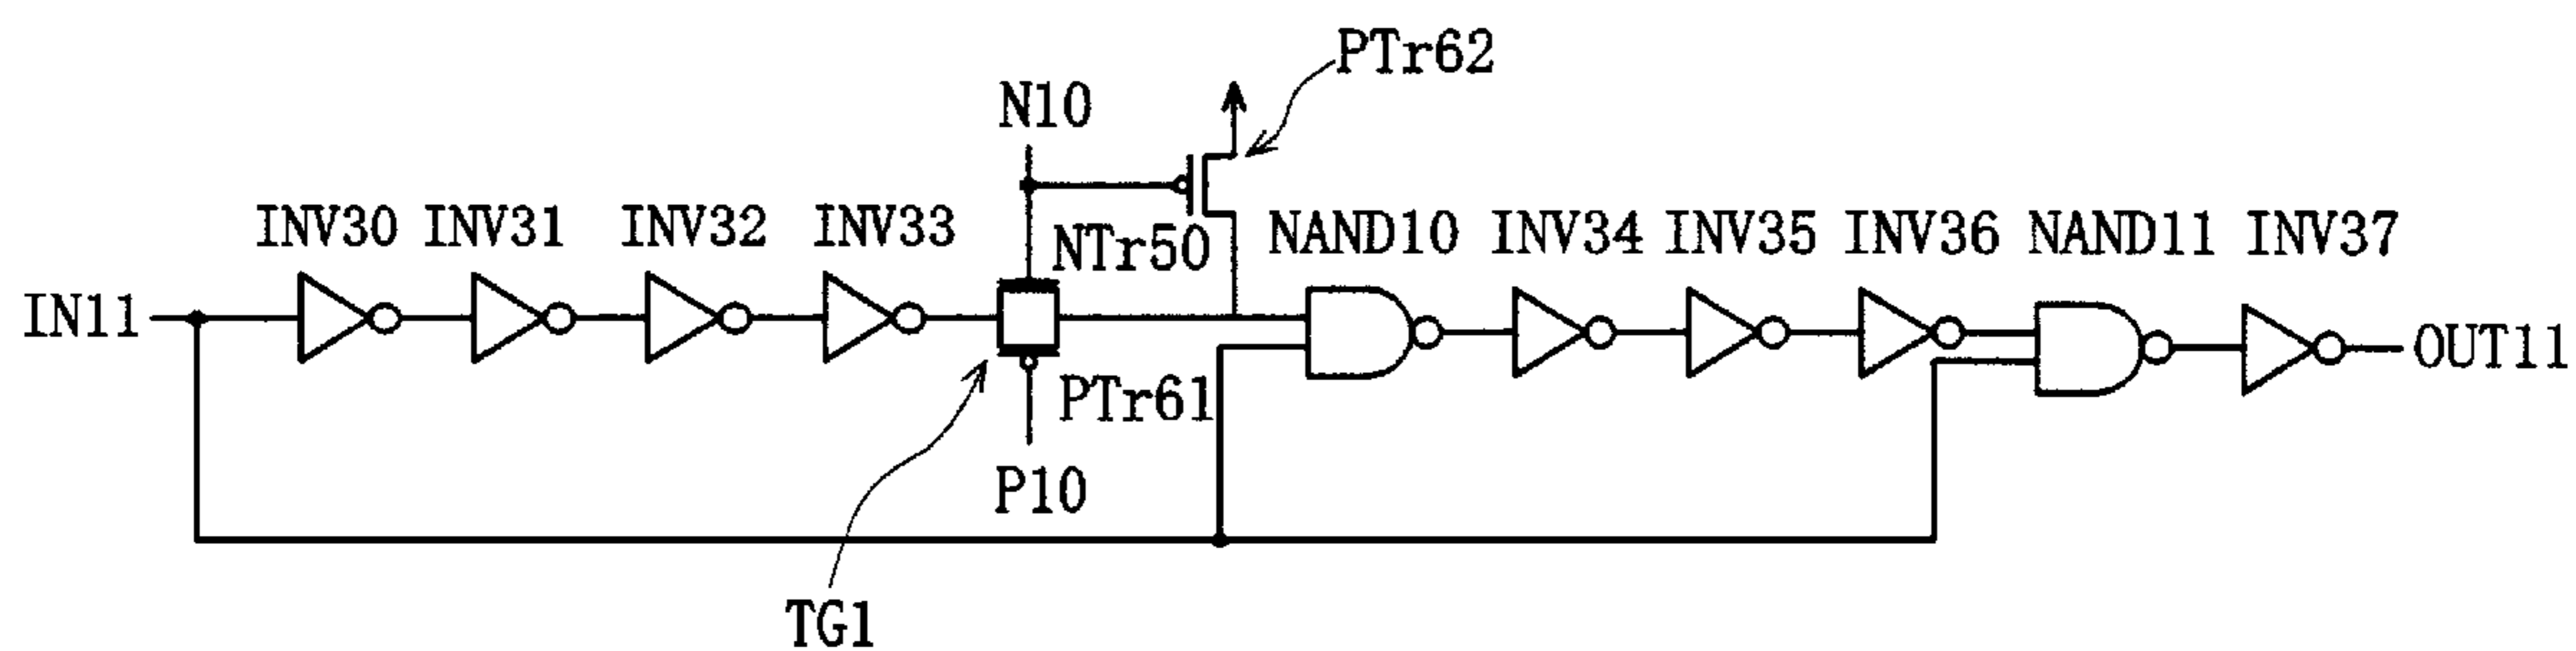 PTr62
N10
INV30 INV31 INV32 INV33 NTr50 NAND10 INV34 INV35 INV36 NAND11 INV37
IN11 OUT11
PTr61
P10
TG1